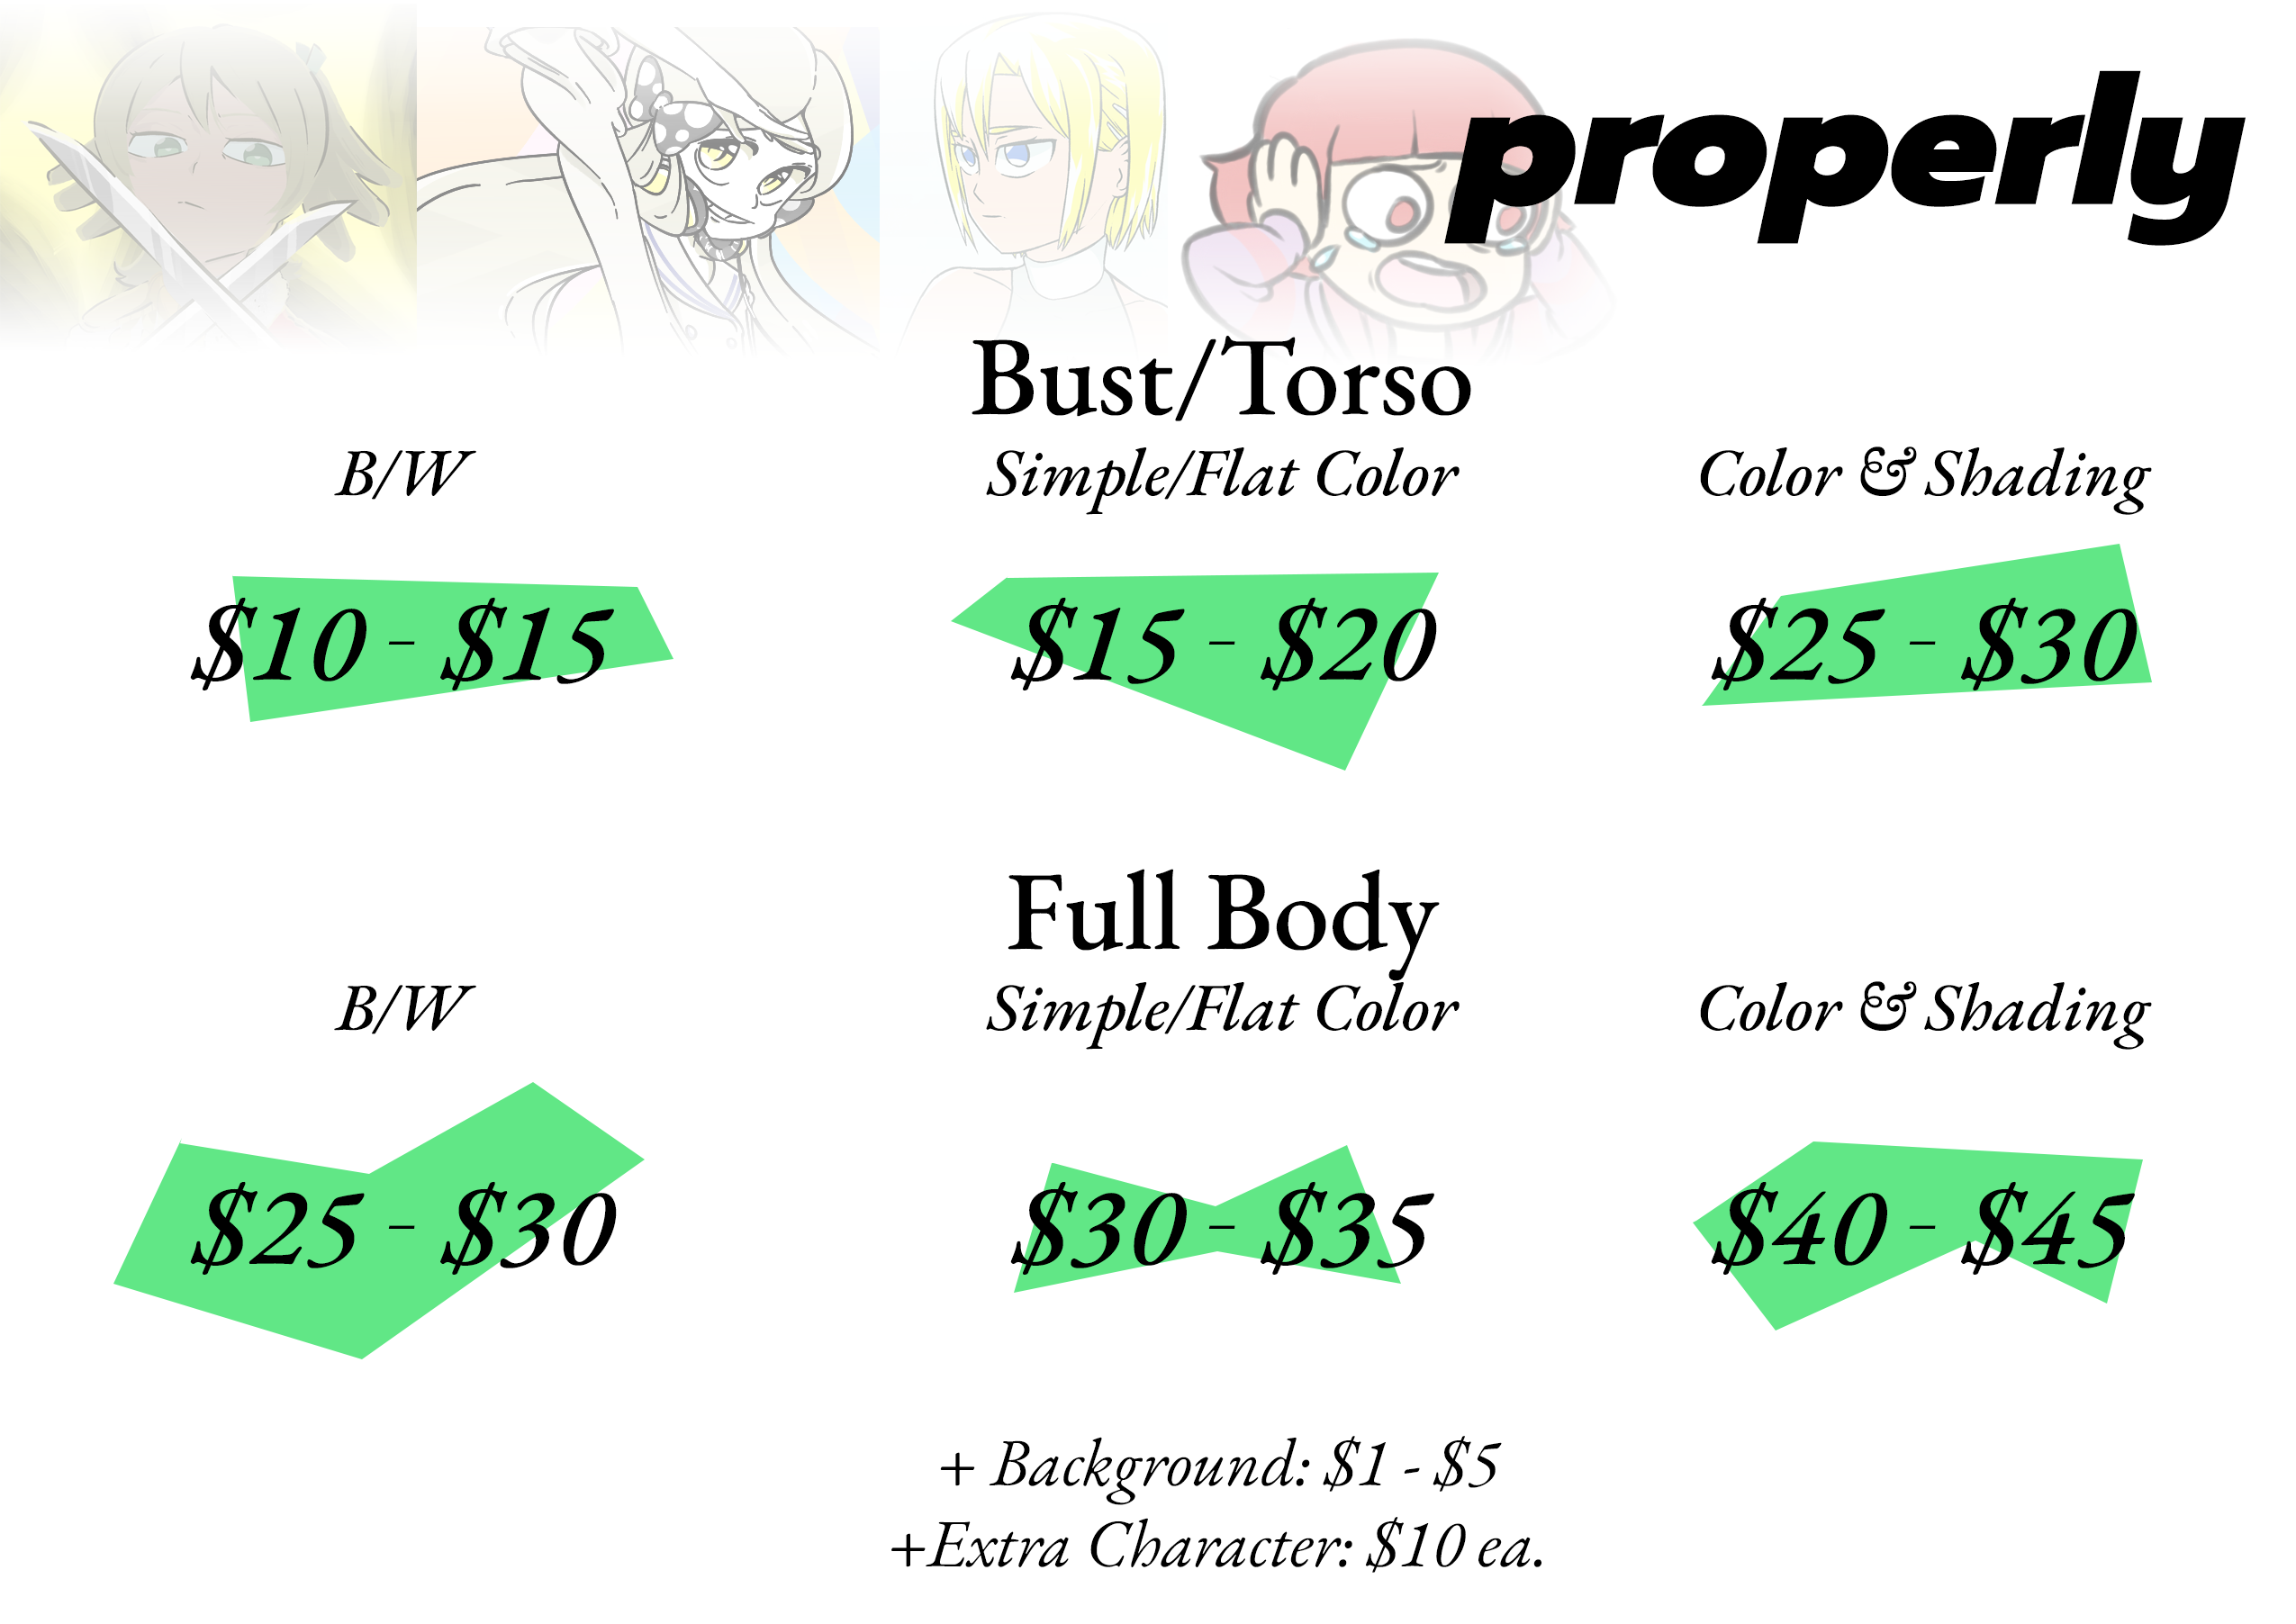 properly
Bust/Torso
B/W Simple/Flat Color Color & Shading
$10 - $15 $15 - $20 $25 - $30
Full Body
B/W Simple/Flat Color Color & Shading
$25 - $30 $30 - $35 $40 - $45
+ Background: $1 - $5
+Extra Character: $10 ea.